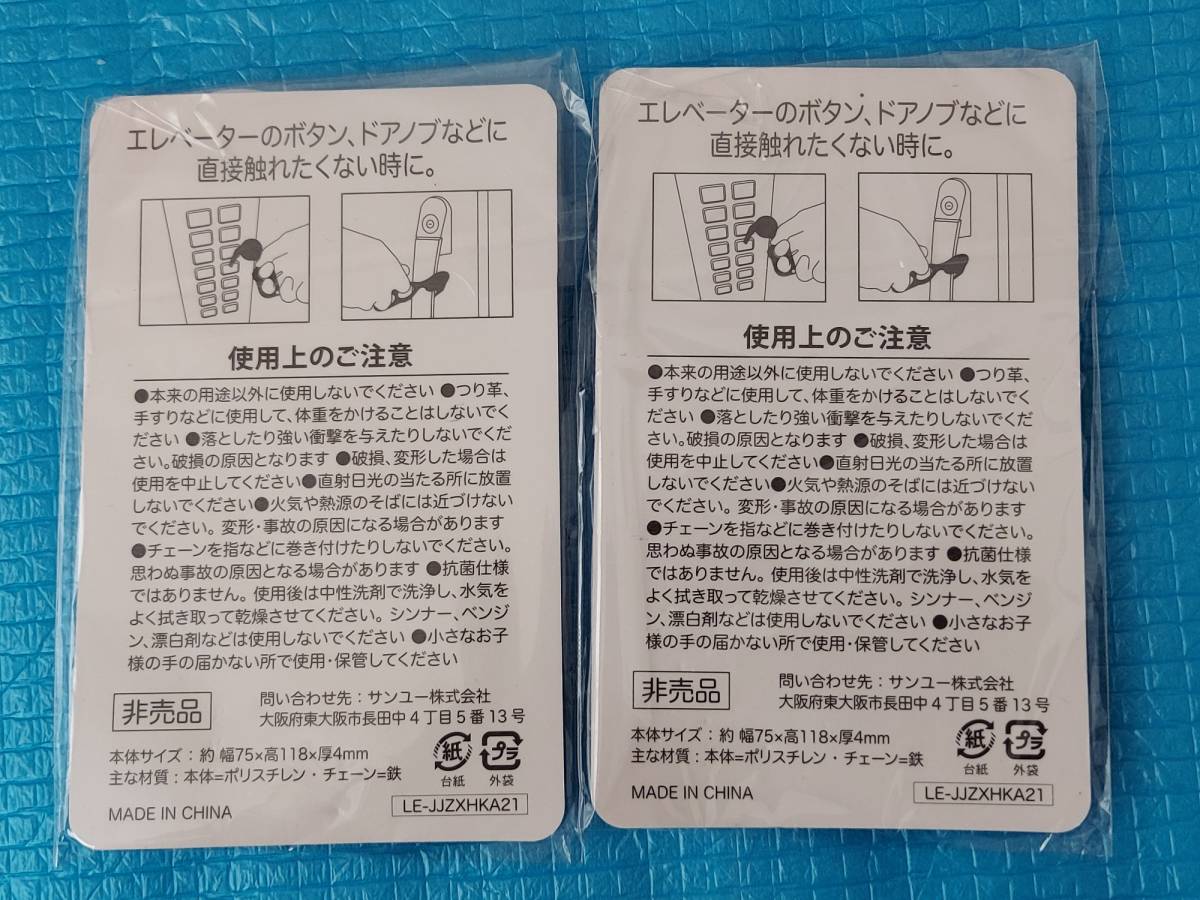 エレベーターのボタン、ドアノブなどに
直接触れたくない時に。
使用上のご注意
●本来の用途以外に使用しないでください ●つり革、
手すりなどに使用して、体重をかけることはしないでく
ださい ●落としたり強い衝撃を与えたりしないでくだ
さい。破損の原因となります ●破損、変形した場合は
使用を中止してください ●直射日光の当たる所に放置
しないでください ●火気や熱源のそばには近づけない
でください。変形・事故の原因になる場合があります
●チェーンを指などに巻き付けたりしないでください。
思わぬ事故の原因となる場合があります ●抗菌仕様
ではありません。使用後は中性洗剤で洗浄し、水気を
よく拭き取って乾燥させてください。シンナー、ベンジ
ン、漂白剤などは使用しないでください ●小さなお子
様の手の届かない所で使用・保管してください
非売品
問い合わせ先：サンユー株式会社
大阪府東大阪市長田中4丁目5番13号
本体サイズ：約 幅75×高118×厚4mm
主な材質：本体=ポリスチレン・チェーン=鉄
紙
台紙
プラ
外袋
MADE IN CHINA
LE-JJZXHKA21
エレベーターのボタン、ドアノブなどに
直接触れたくない時に。
使用上のご注意
●本来の用途以外に使用しないでください ●つり革、
手すりなどに使用して、体重をかけることはしないでく
ださい ●落としたり強い衝撃を与えたりしないでくだ
さい。破損の原因となります ●破損、変形した場合は
使用を中止してください ●直射日光の当たる所に放置
しないでください ●火気や熱源のそばには近づけない
でください。変形・事故の原因になる場合があります
●チェーンを指などに巻き付けたりしないでください。
思わぬ事故の原因となる場合があります ●抗菌仕様
ではありません。使用後は中性洗剤で洗浄し、水気を
よく拭き取って乾燥させてください。シンナー、ベンジ
ン、漂白剤などは使用しないでください ●小さなお子
様の手の届かない所で使用・保管してください
非売品
問い合わせ先：サンユー株式会社
大阪府東大阪市長田中4丁目5番13号
本体サイズ：約 幅75×高118×厚4mm
主な材質：本体=ポリスチレン・チェーン=鉄
紙
台紙
プラ
外袋
MADE IN CHINA
LE-JJZXHKA21